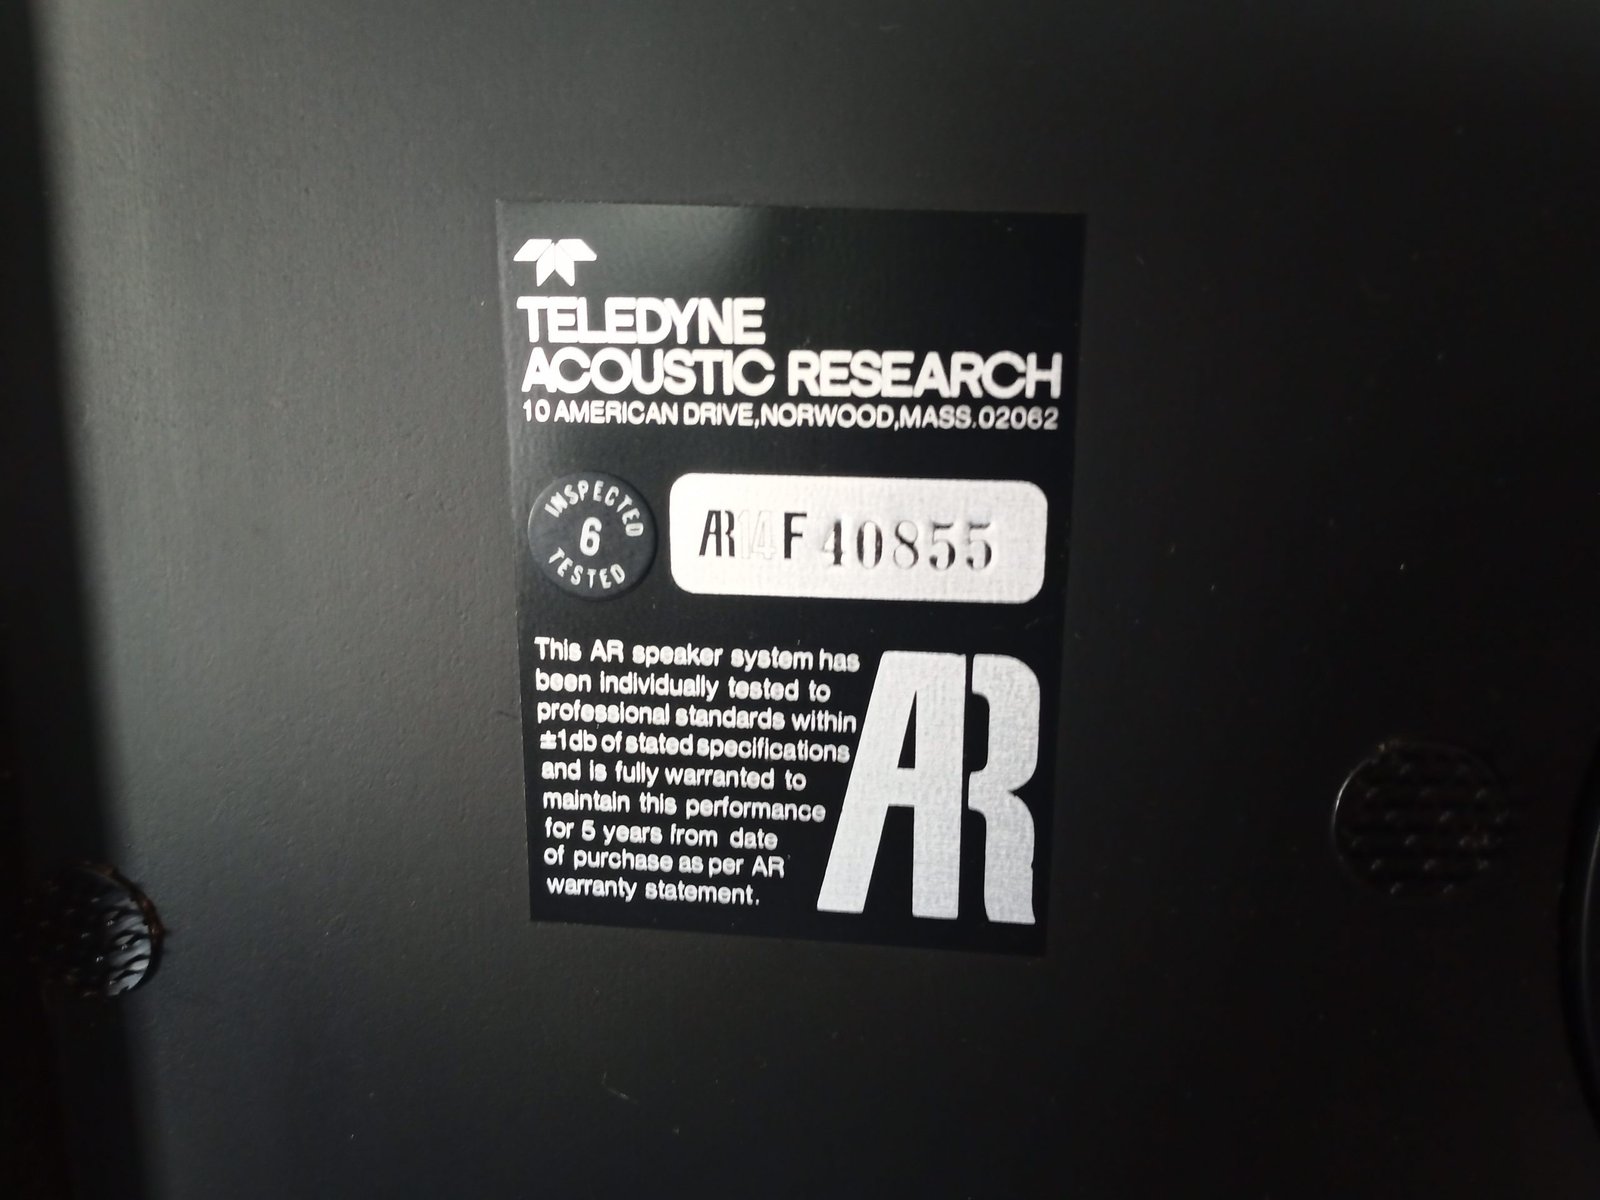 TELEDYNE
ACOUSTIC RESEARCH
10 AMERICAN DRIVE, NORWOOD, MASS. 02062
INSPECTED
6
TESTED
AR14 F 40855
This AR speaker system has
been individually tested to
professional standards within
±1db of stated specifications
and is fully warranted to
maintain this performance
for 5 years from date
of purchase as per AR
warranty statement.
AR